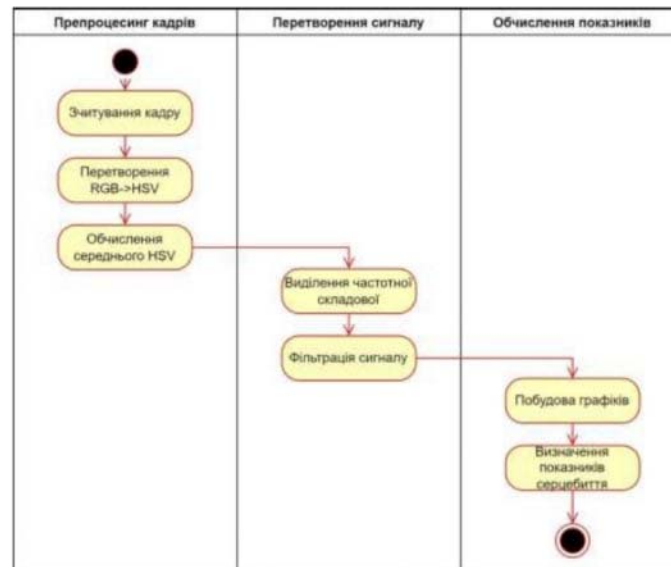 Препроцесинг кадрів
Перетворення сигналу
Обчислення показників
Зчитування кадру
Перетворення
RGB->HSV
Обчислення
середнього HSV
Виділення частотної
складової
Фільтрація сигналу
Побудова графіків
Визначення
показників
серцебиття